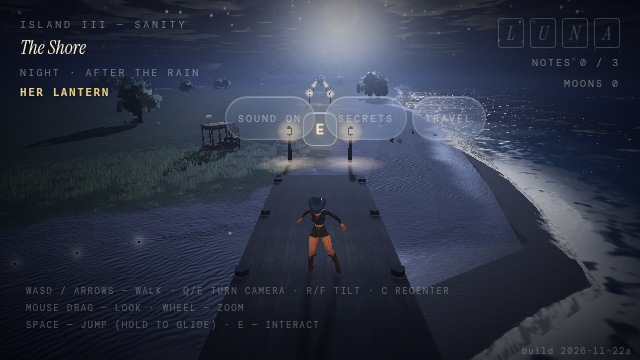 ISLAND III — SANITY
The Shore
NIGHT · AFTER THE RAIN
HER LANTERN
L U N A
NOTES 0 / 3
MOONS 0
SOUND ON
E
SECRETS
TRAVEL
WASD / ARROWS — WALK · Q/E TURN CAMERA · R/F TILT · C RECENTER
MOUSE DRAG — LOOK · WHEEL — ZOOM
SPACE — JUMP (HOLD TO GLIDE) · E — INTERACT
build 2026-11-22a